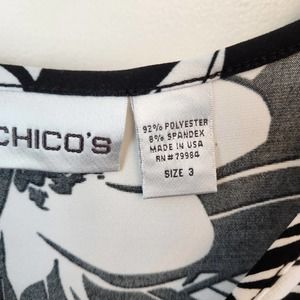 CHICO'S
92% POLYESTER
8% SPANDEX
MADE IN USA
RN# 79984
SIZE 3